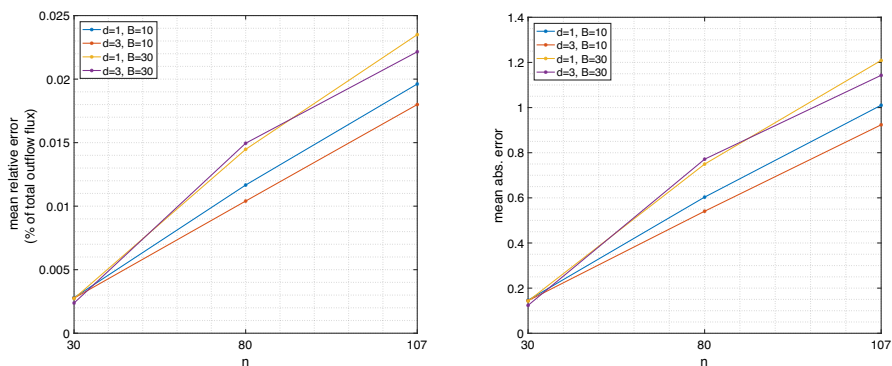 0.025
0.02
0.015
0.01
0.005
0
mean relative error
(% of total outflow flux)
d=1, B=10
d=3, B=10
d=1, B=30
d=3, B=30
30
80
107
n
1.4
1.2
1
0.8
0.6
0.4
0.2
0
mean abs. error
d=1, B=10
d=3, B=10
d=1, B=30
d=3, B=30
30
80
107
n